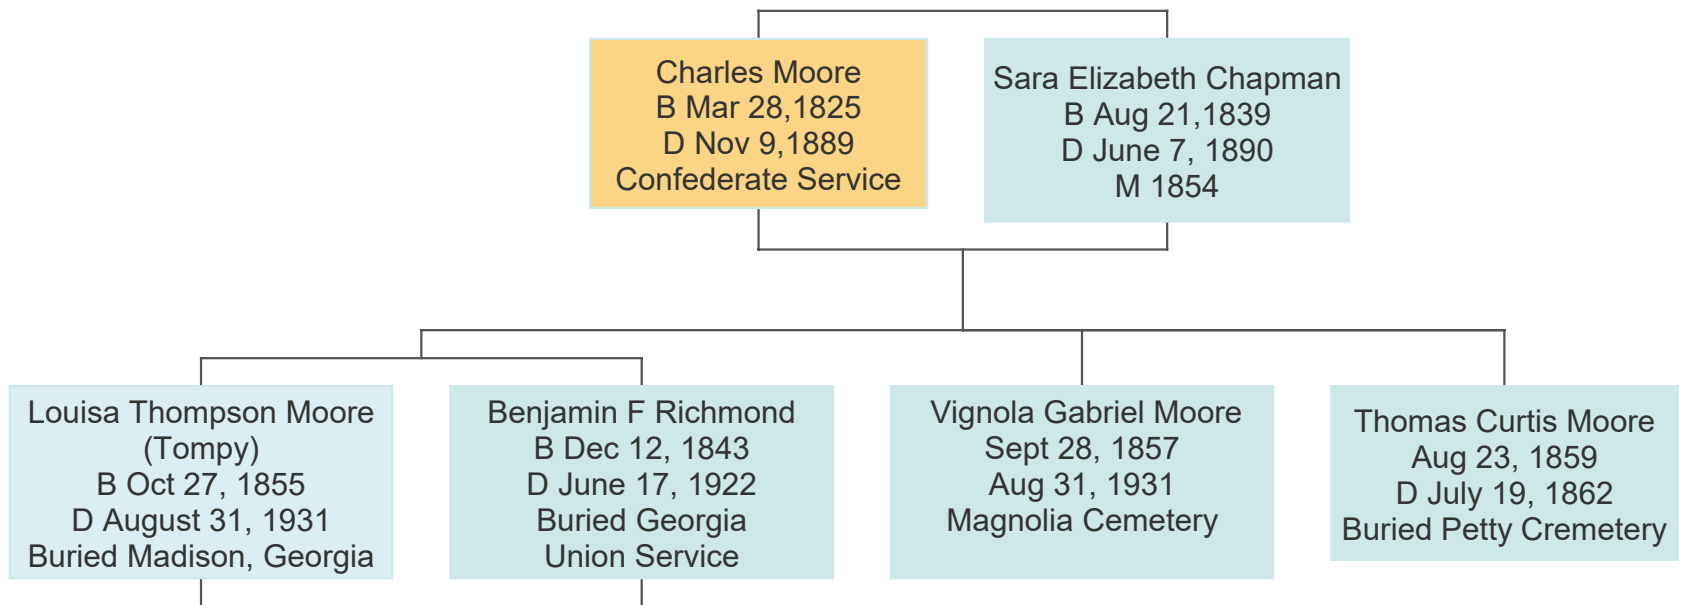 Charles Moore
B Mar 28,1825
D Nov 9,1889
Confederate Service
Sara Elizabeth Chapman
B Aug 21,1839
D June 7, 1890
M 1854
Louisa Thompson Moore
(Tompy)
B Oct 27, 1855
D August 31, 1931
Buried Madison, Georgia
Benjamin F Richmond
B Dec 12, 1843
D June 17, 1922
Buried Georgia
Union Service
Vignola Gabriel Moore
Sept 28, 1857
Aug 31, 1931
Magnolia Cemetery
Thomas Curtis Moore
Aug 23, 1859
D July 19, 1862
Buried Petty Cremetery